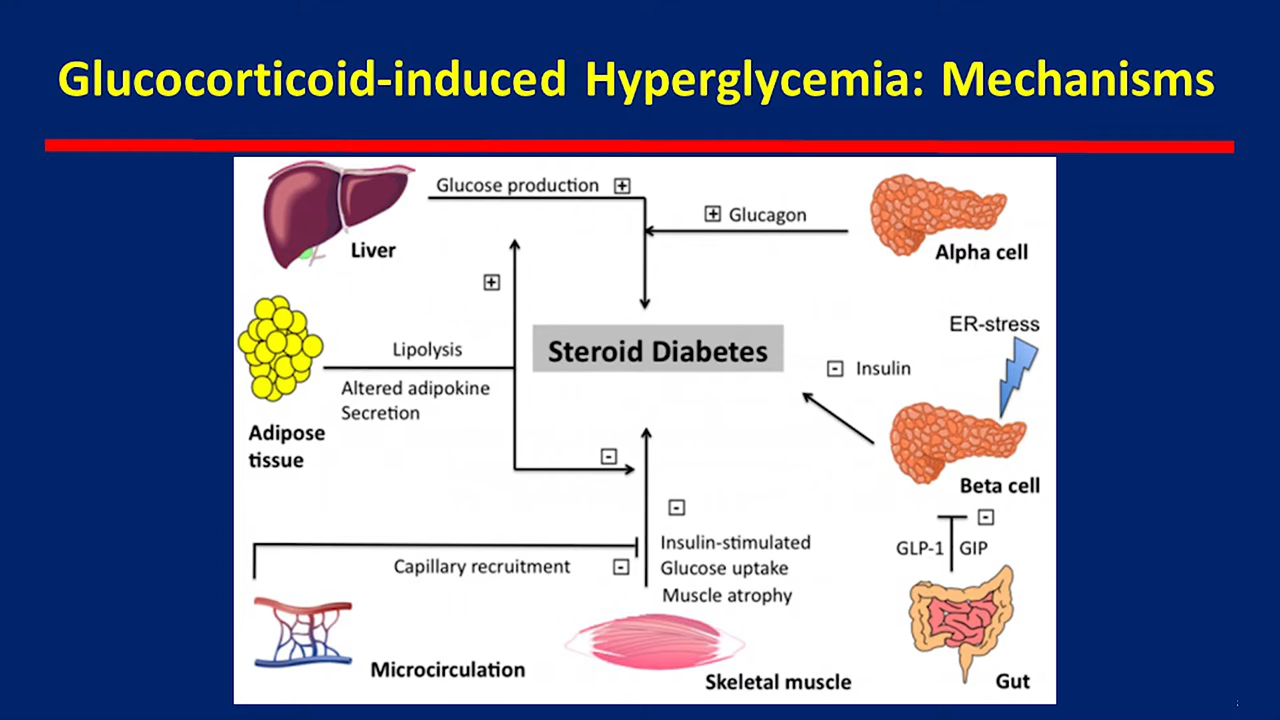 Glucocorticoid-induced Hyperglycemia: Mechanisms
Glucose production +
Liver
+ Glucagon
Alpha cell
+
Lipolysis
Altered adipokine
Secretion
Adipose
tissue
Steroid Diabetes
ER-stress
- Insulin
Beta cell
-
-
Insulin-stimulated
Glucose uptake
Muscle atrophy
Capillary recruitment -
-
GLP-1 GIP
Microcirculation
Skeletal muscle
Gut